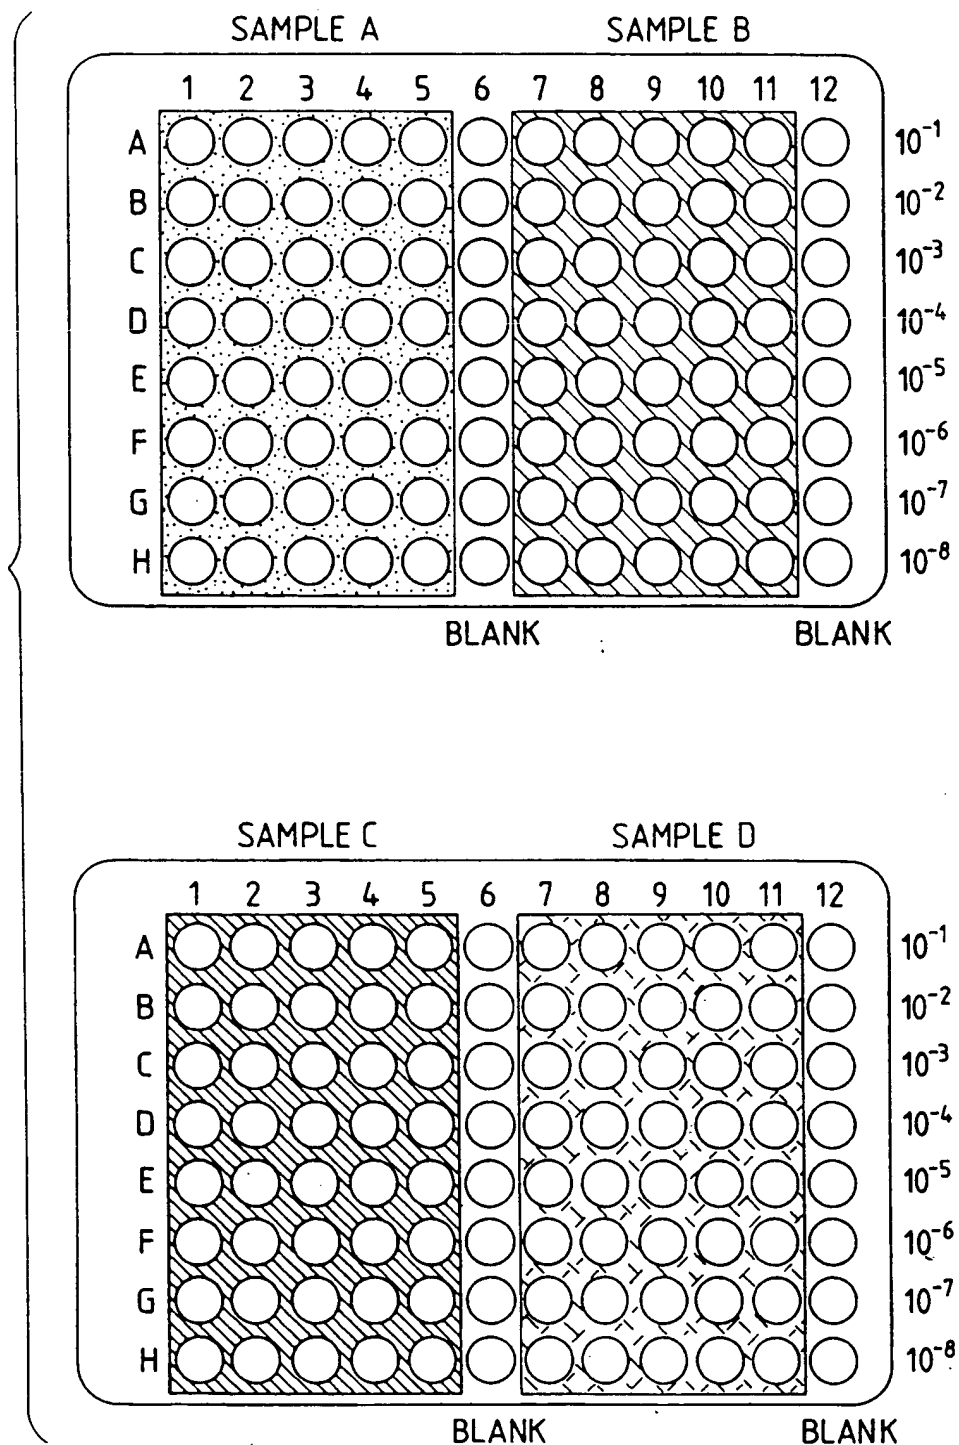 SAMPLE A SAMPLE B
1 2 3 4 5 6 7 8 9 10 11 12
A 10⁻¹
B 10⁻²
C 10⁻³
D 10⁻⁴
E 10⁻⁵
F 10⁻⁶
G 10⁻⁷
H 10⁻⁸
BLANK BLANK
SAMPLE C SAMPLE D
1 2 3 4 5 6 7 8 9 10 11 12
A 10⁻¹
B 10⁻²
C 10⁻³
D 10⁻⁴
E 10⁻⁵
F 10⁻⁶
G 10⁻⁷
H 10⁻⁸
BLANK BLANK